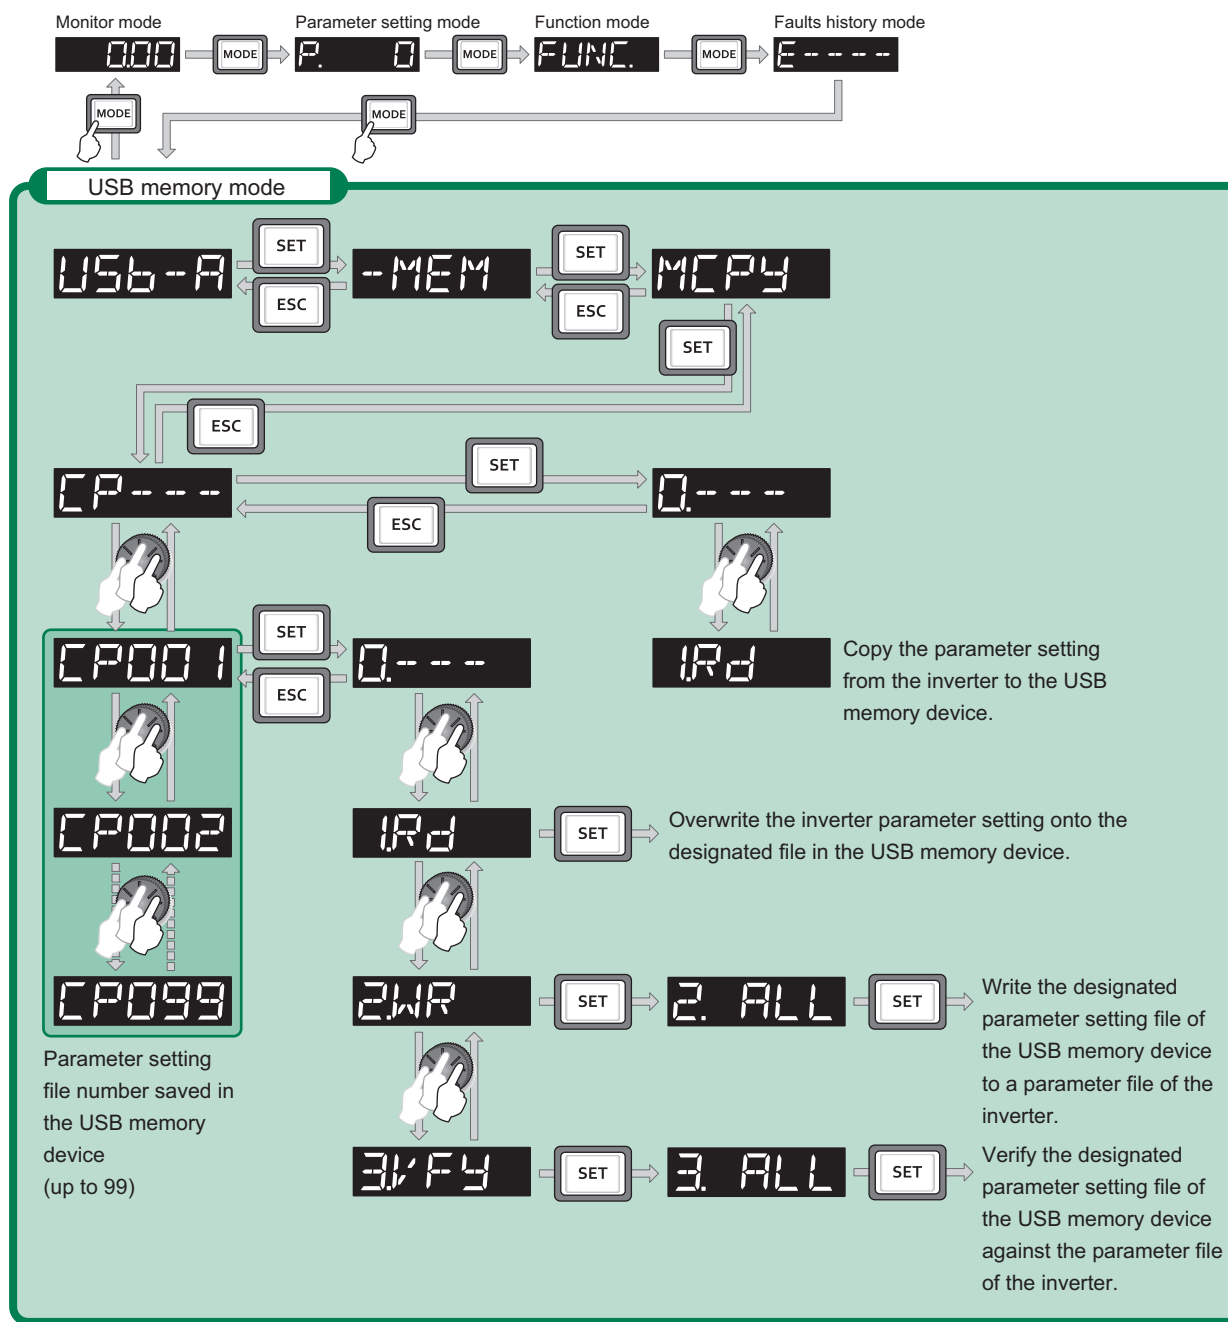 Monitor mode
Parameter setting mode
Function mode
Faults history mode
0.00
MODE
P. 0
MODE
FUNC.
MODE
E----
MODE
MODE
USB memory mode
USb-A
SET
ESC
-MEM
SET
ESC
MCPY
SET
ESC
CP---
SET
ESC
0.---
CP001
SET
ESC
0.---
1.Rd
Copy the parameter setting
from the inverter to the USB
memory device.
CP002
1.Rd
SET
Overwrite the inverter parameter setting onto the
designated file in the USB memory device.
CP099
2.WR
SET
2. ALL
SET
Write the designated
parameter setting file of
the USB memory device
to a parameter file of the
inverter.
Parameter setting
file number saved in
the USB memory
device
(up to 99)
3.VFY
SET
3. ALL
SET
Verify the designated
parameter setting file of
the USB memory device
against the parameter file
of the inverter.